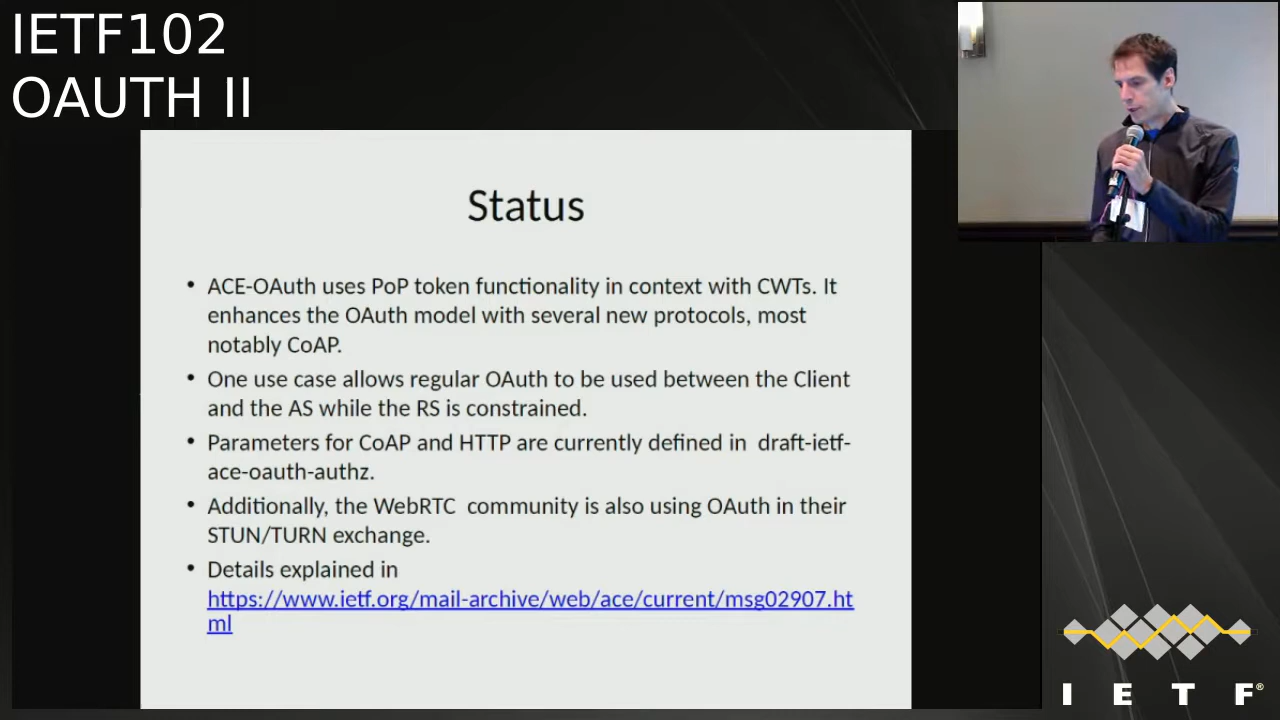 IETF102
OAUTH II
Status
• ACE-OAuth uses PoP token functionality in context with CWTs. It
enhances the OAuth model with several new protocols, most
notably CoAP.
• One use case allows regular OAuth to be used between the Client
and the AS while the RS is constrained.
• Parameters for CoAP and HTTP are currently defined in draft-ietf-
ace-oauth-authz.
• Additionally, the WebRTC community is also using OAuth in their
STUN/TURN exchange.
• Details explained in
https://www.ietf.org/mail-archive/web/ace/current/msg02907.ht
ml
I E T F®